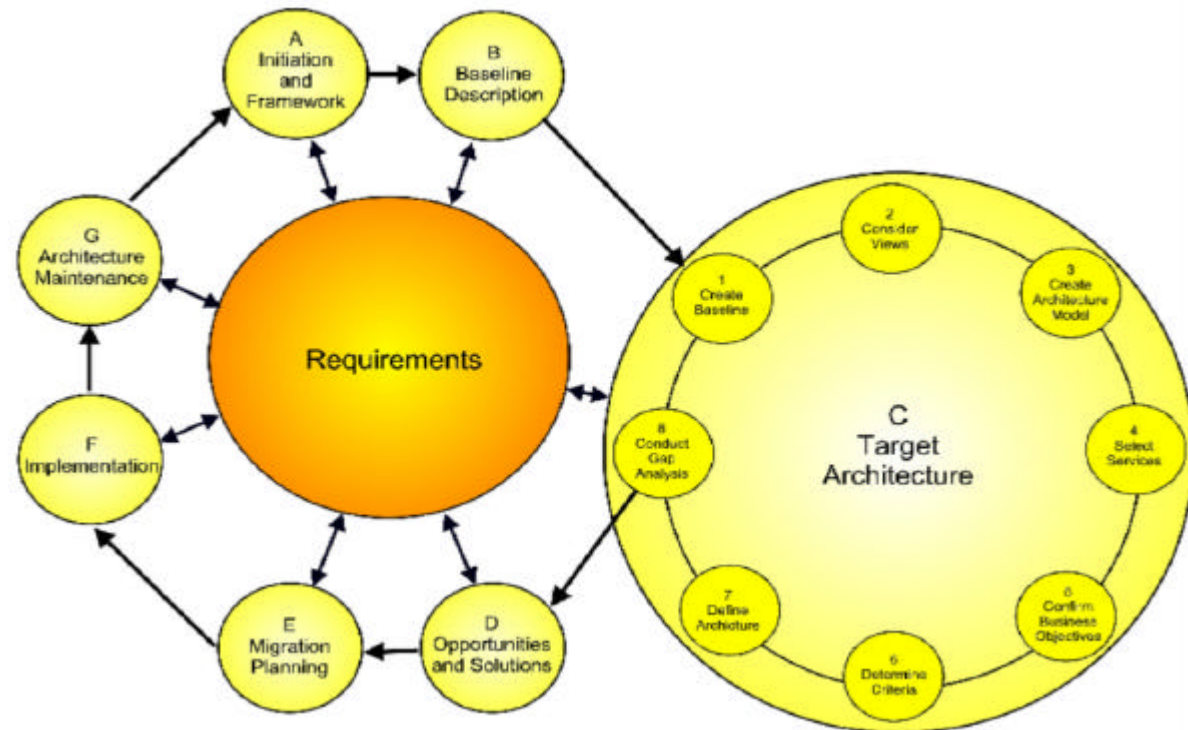 A
Initiation
and
Framework
B
Baseline
Description
G
Architecture
Maintenance
Requirements
F
Implementation
E
Migration
Planning
D
Opportunities
and Solutions
C
Target
Architecture
1
Create
Baseline
2
Consider
Views
3
Create
Architecture
Model
4
Select
Services
Confirm
Business
Objectives
Determine
Criteria
7
Define
Archicture
8
Conduct
Gap
Analysis